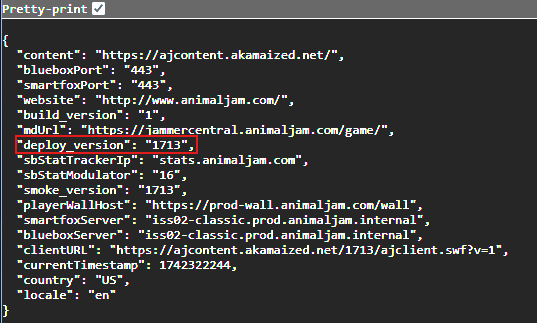 Pretty-print
{
"content": "https://ajcontent.akamaized.net/",
"blueboxPort": "443",
"smartfoxPort": "443",
"website": "http://www.animaljam.com/",
"build_version": "1",
"mdUrl": "https://jammercentral.animaljam.com/game/",
"deploy_version": "1713",
"sbStatTrackerIp": "stats.animaljam.com",
"sbStatModulator": "16",
"smoke_version": "1713",
"playerWallHost": "https://prod-wall.animaljam.com/wall",
"smartfoxServer": "iss02-classic.prod.animaljam.internal",
"blueboxServer": "iss02-classic.prod.animaljam.internal",
"clientURL": "https://ajcontent.akamaized.net/1713/ajclient.swf?v=1",
"currentTimestamp": 1742322244,
"country": "US",
"locale": "en"
}